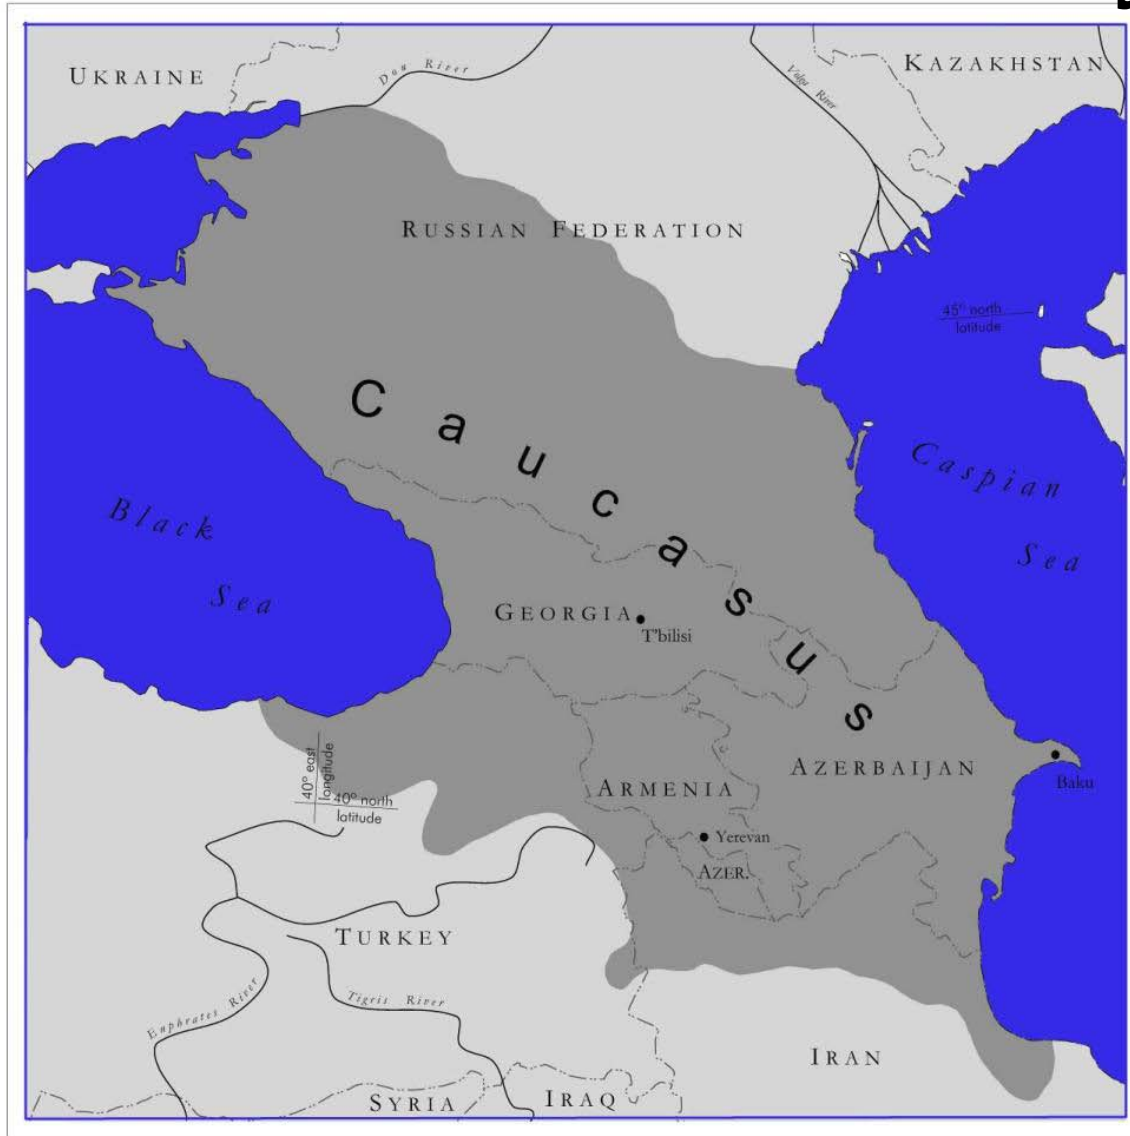 UKRAINE
Don River
Volga River
KAZAKHSTAN
RUSSIAN FEDERATION
45° north
latitude
Caucasus
Caspian
Sea
Black
Sea
GEORGIA
T'bilisi
AZERBAIJAN
Baku
ARMENIA
40° east
longitude
40° north
latitude
Yerevan
AZER.
TURKEY
Euphrates River
Tigris River
IRAN
SYRIA
IRAQ